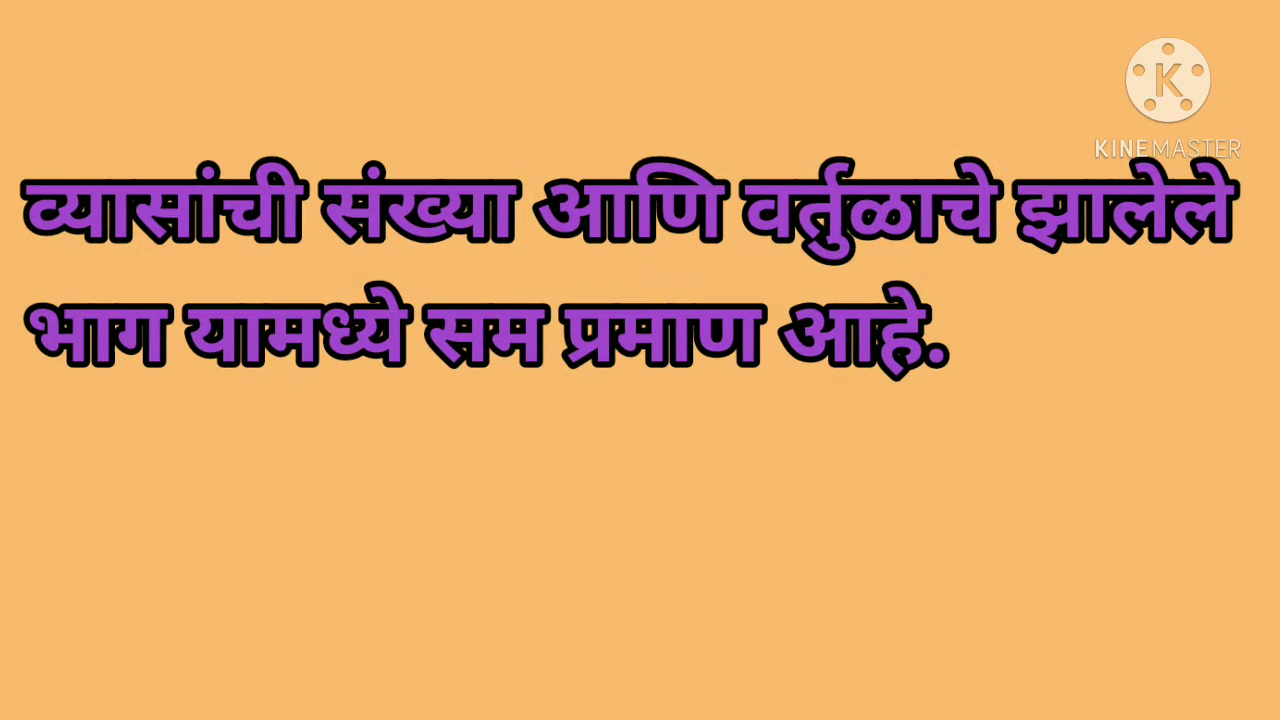 K
KINEMASTER
व्यासांची संख्या आणि वर्तुळाचे झालेले
भाग यामध्ये सम प्रमाण आहे.